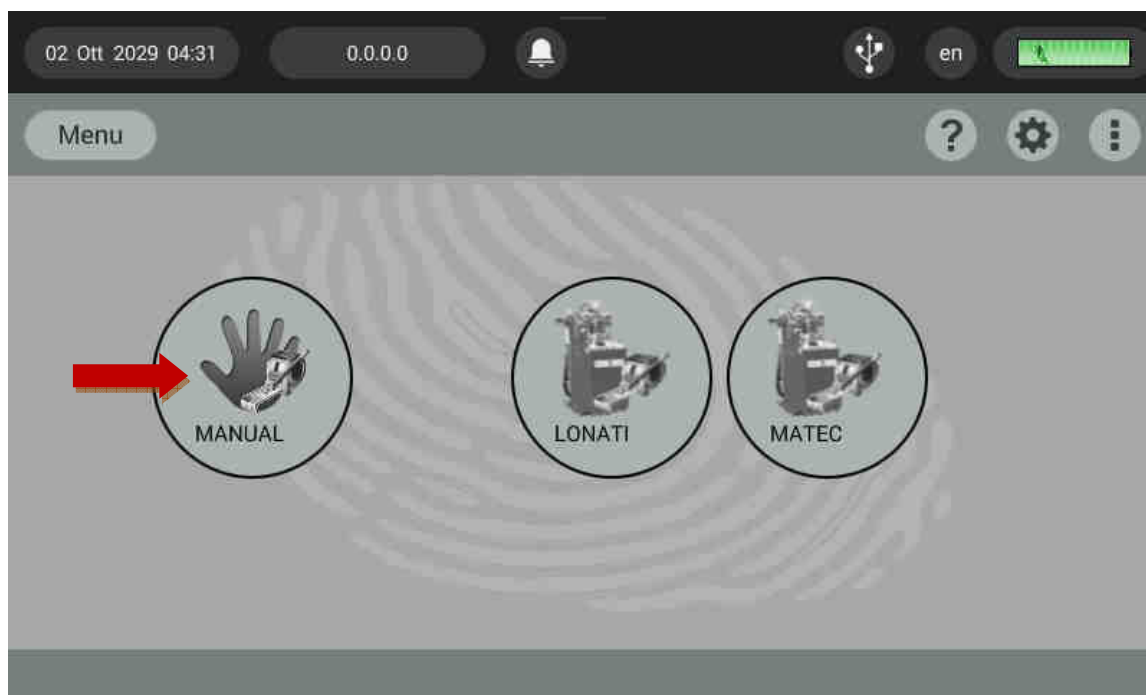 02 Ott 2029 04:31
0.0.0.0
en
Menu
?
MANUAL
LONATI
MATEC